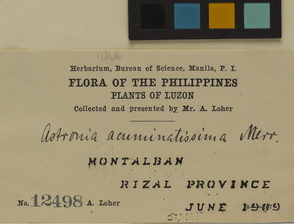 Herbarium, Bureau of Science, Manila, P. I.
FLORA OF THE PHILIPPINES
PLANTS OF LUZON
Collected and presented by Mr. A. Loher
Astronia acuminatissima Merr.
MONTALBAN
RIZAL PROVINCE
No. 12498 A. Loher
JUNE 1909